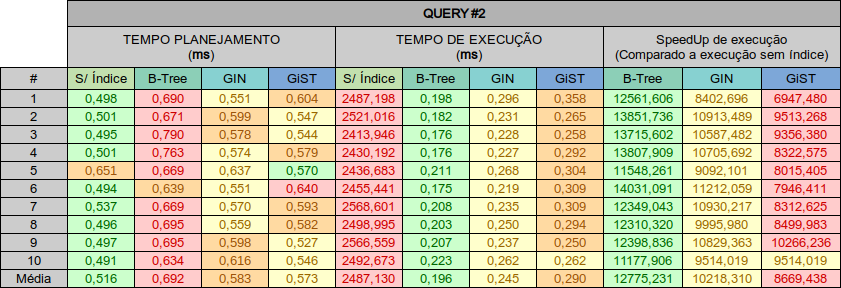 QUERY #2
TEMPO PLANEJAMENTO (ms) TEMPO DE EXECUÇÃO (ms) SpeedUp de execução (Comparado a execução sem índice)
# S/ Índice B-Tree GIN GiST S/ Índice B-Tree GIN GiST B-Tree GIN GiST
1 0,498 0,690 0,551 0,604 2487,198 0,198 0,296 0,358 12561,606 8402,696 6947,480
2 0,501 0,671 0,599 0,547 2521,016 0,182 0,231 0,265 13851,736 10913,489 9513,268
3 0,495 0,790 0,578 0,544 2413,946 0,176 0,228 0,258 13715,602 10587,482 9356,380
4 0,501 0,763 0,574 0,579 2430,192 0,176 0,227 0,292 13807,909 10705,692 8322,575
5 0,651 0,669 0,637 0,570 2436,683 0,211 0,268 0,304 11548,261 9092,101 8015,405
6 0,494 0,639 0,551 0,640 2455,441 0,175 0,219 0,309 14031,091 11212,059 7946,411
7 0,537 0,669 0,570 0,593 2568,601 0,208 0,235 0,309 12349,043 10930,217 8312,625
8 0,496 0,695 0,559 0,582 2498,995 0,203 0,250 0,294 12310,320 9995,980 8499,983
9 0,497 0,695 0,598 0,527 2566,559 0,207 0,237 0,250 12398,836 10829,363 10266,236
10 0,491 0,634 0,616 0,546 2492,673 0,223 0,262 0,262 11177,906 9514,019 9514,019
Média 0,516 0,692 0,583 0,573 2487,130 0,196 0,245 0,290 12775,231 10218,310 8669,438